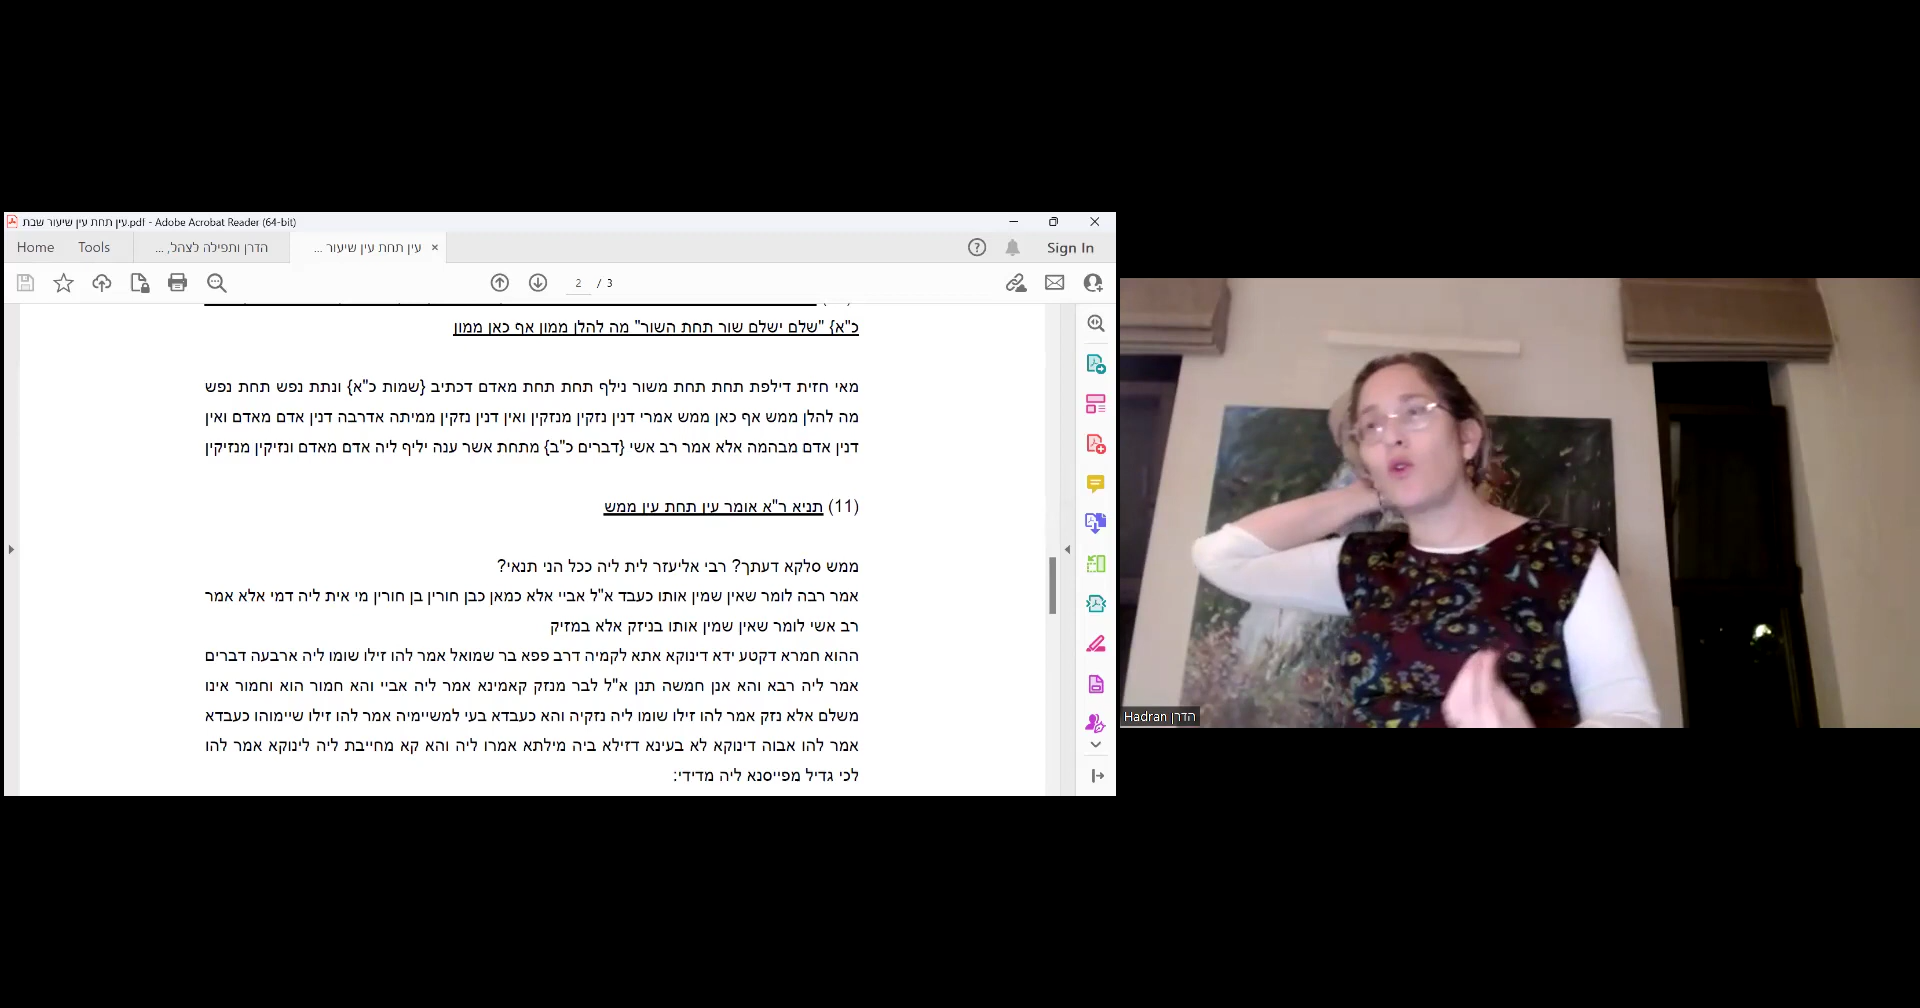 עין תחת עין שיעור שבת.pdf - Adobe Acrobat Reader (64-bit)
Home Tools הדרן ותפילה לצהל, ... עין תחת עין שיעור ... × Sign In
2 / 3
כ"א} "שלם ישלם שור תחת השור" מה להלן ממון אף כאן ממון
מאי חזית דילפת תחת תחת משור נילף תחת תחת מאדם דכתיב {שמות כ"א} ונתת נפש תחת נפש
מה להלן ממש אף כאן ממש אמרי דנין נזקין מנזקין ואין דנין נזקין ממיתה אדרבה דנין אדם מאדם ואין
דנין אדם מבהמה אלא אמר רב אשי {דברים כ"ב} מתחת אשר ענה יליף ליה אדם מאדם ונזיקין מנזיקין
(11) תניא ר"א אומר עין תחת עין ממש
ממש סלקא דעתך? רבי אליעזר לית ליה ככל הני תנאי?
אמר רבה לומר שאין שמין אותו כעבד א"ל אביי אלא כמאן כבן חורין בן חורין מי אית ליה דמי אלא אמר
רב אשי לומר שאין שמין אותו בניזק אלא במזיק
ההוא חמרא דקטע ידא דינוקא אתא לקמיה דרב פפא בר שמואל אמר להו זילו שומו ליה ארבעה דברים
אמר ליה רבא והא אנן חמשה תנן א"ל לבר מנזק קאמינא אמר ליה אביי והא חמור הוא וחמור אינו
משלם אלא נזק אמר להו זילו שומו ליה נזקיה והא כעבדא בעי למשיימיה אמר להו זילו שיימוהו כעבדא
אמר להו אבוה דינוקא לא בעינא דזילא ביה מילתא אמרו ליה והא קא מחייבת ליה לינוקא אמר להו
לכי גדיל מפייסנא ליה מדידי:
Hadran הדרן